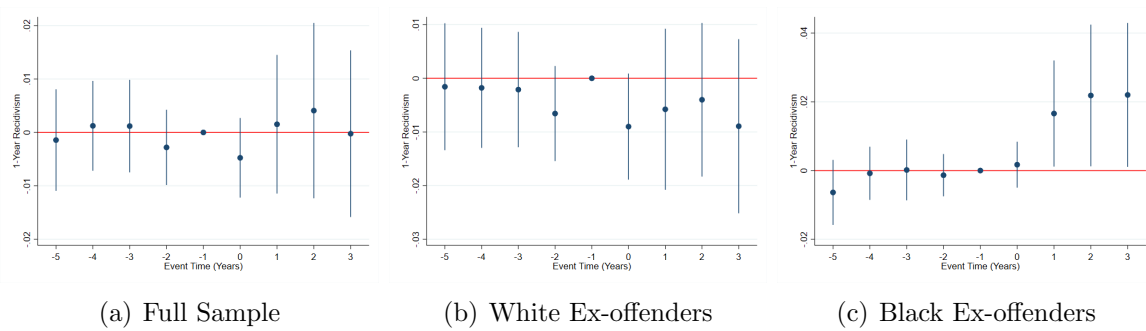 .02
.01
0
-.01
-.02
1-Year Recidivism
-5 -4 -3 -2 -1 0 1 2 3
Event Time (Years)
(a) Full Sample
.01
0
-.01
-.02
-.03
1-Year Recidivism
-5 -4 -3 -2 -1 0 1 2 3
Event Time (Years)
(b) White Ex-offenders
.04
.02
0
-.02
1-Year Recidivism
-5 -4 -3 -2 -1 0 1 2 3
Event Time (Years)
(c) Black Ex-offenders